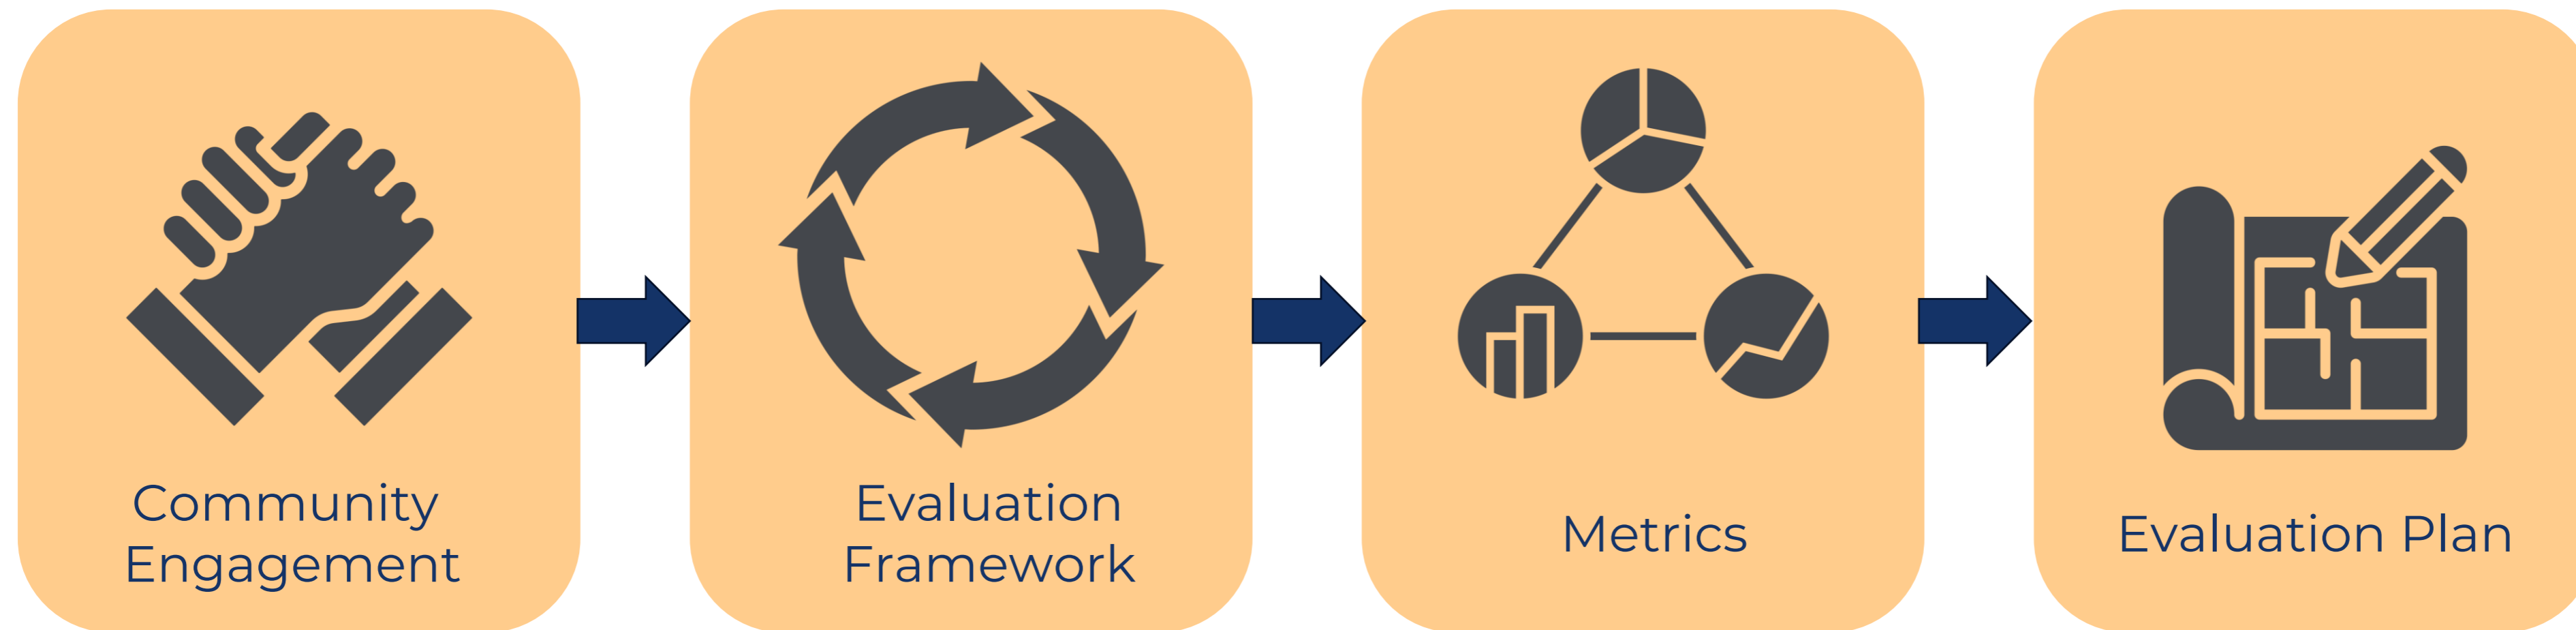 Community
Engagement
Evaluation
Framework
Metrics
Evaluation Plan